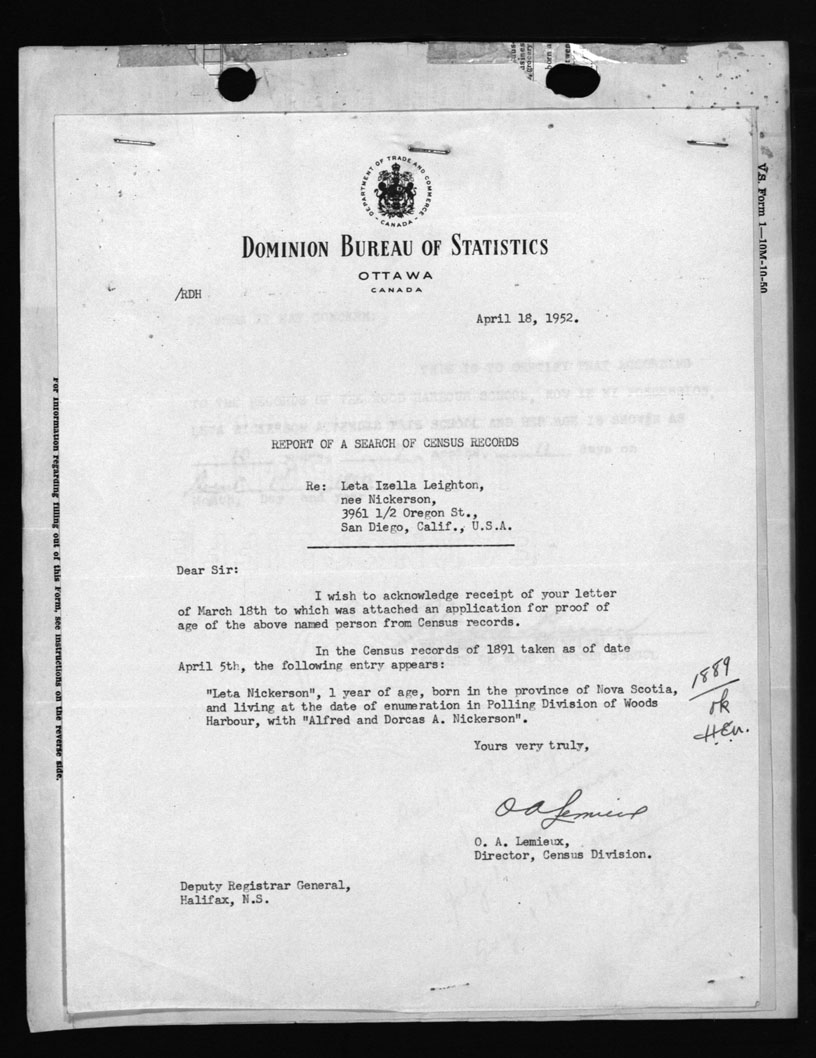 DEPARTMENT OF TRADE AND COMMERCE
CANADA
DOMINION BUREAU OF STATISTICS
OTTAWA
CANADA
/RDH
April 18, 1952.
REPORT OF A SEARCH OF CENSUS RECORDS
Re: Leta Izella Leighton,
nee Nickerson,
3961 1/2 Oregon St.,
San Diego, Calif., U.S.A.
Dear Sir:
I wish to acknowledge receipt of your letter
of March 18th to which was attached an application for proof of
age of the above named person from Census records.
In the Census records of 1891 taken as of date
April 5th, the following entry appears:
"Leta Nickerson", 1 year of age, born in the province of Nova Scotia,
and living at the date of enumeration in Polling Division of Woods
Harbour, with "Alfred and Dorcas A. Nickerson".
1889
ok
Yours very truly,
O A Lemieux
O. A. Lemieux,
Director, Census Division.
Deputy Registrar General,
Halifax, N.S.
For information regarding filling out of this Form, see instructions on the reverse side.
V.S. Form 1—10M-10-50